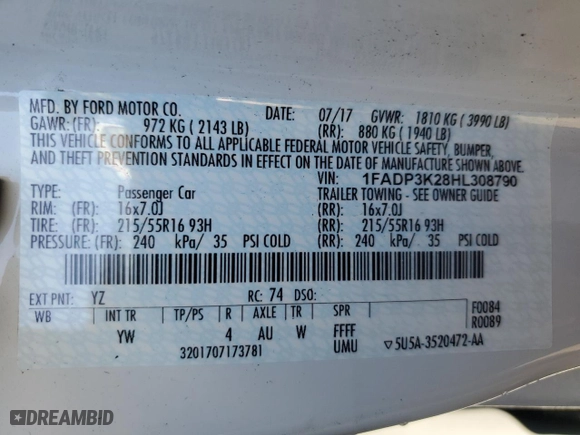 MFD. BY FORD MOTOR CO.
DATE: 07/17 GVWR: 1810 KG ( 3990 LB)
GAWR: (FR): 972 KG ( 2143 LB) (RR): 880 KG ( 1940 LB)
THIS VEHICLE CONFORMS TO ALL APPLICABLE FEDERAL MOTOR VEHICLE SAFETY, BUMPER,
AND THEFT PREVENTION STANDARDS IN EFFECT ON THE DATE OF MANUFACTURE SHOWN ABOVE
VIN: 1FADP3K28HL308790
TYPE: Passenger Car TRAILER TOWING - SEE OWNER GUIDE
RIM: (FR): 16x7.0J (RR): 16x7.0J
TIRE: (FR): 215/55R16 93H (RR): 215/55R16 93H
PRESSURE: (FR): 240 kPa/ 35 PSI COLD (RR): 240 kPa/ 35 PSI COLD
EXT PNT: YZ RC: 74 DSO:
WB INT TR TP/PS R AXLE TR SPR F0084
R0089
YW 4 AU W FFFF
3201707173781 UMU ▽5U5A-3520472-AA
DREAMBID